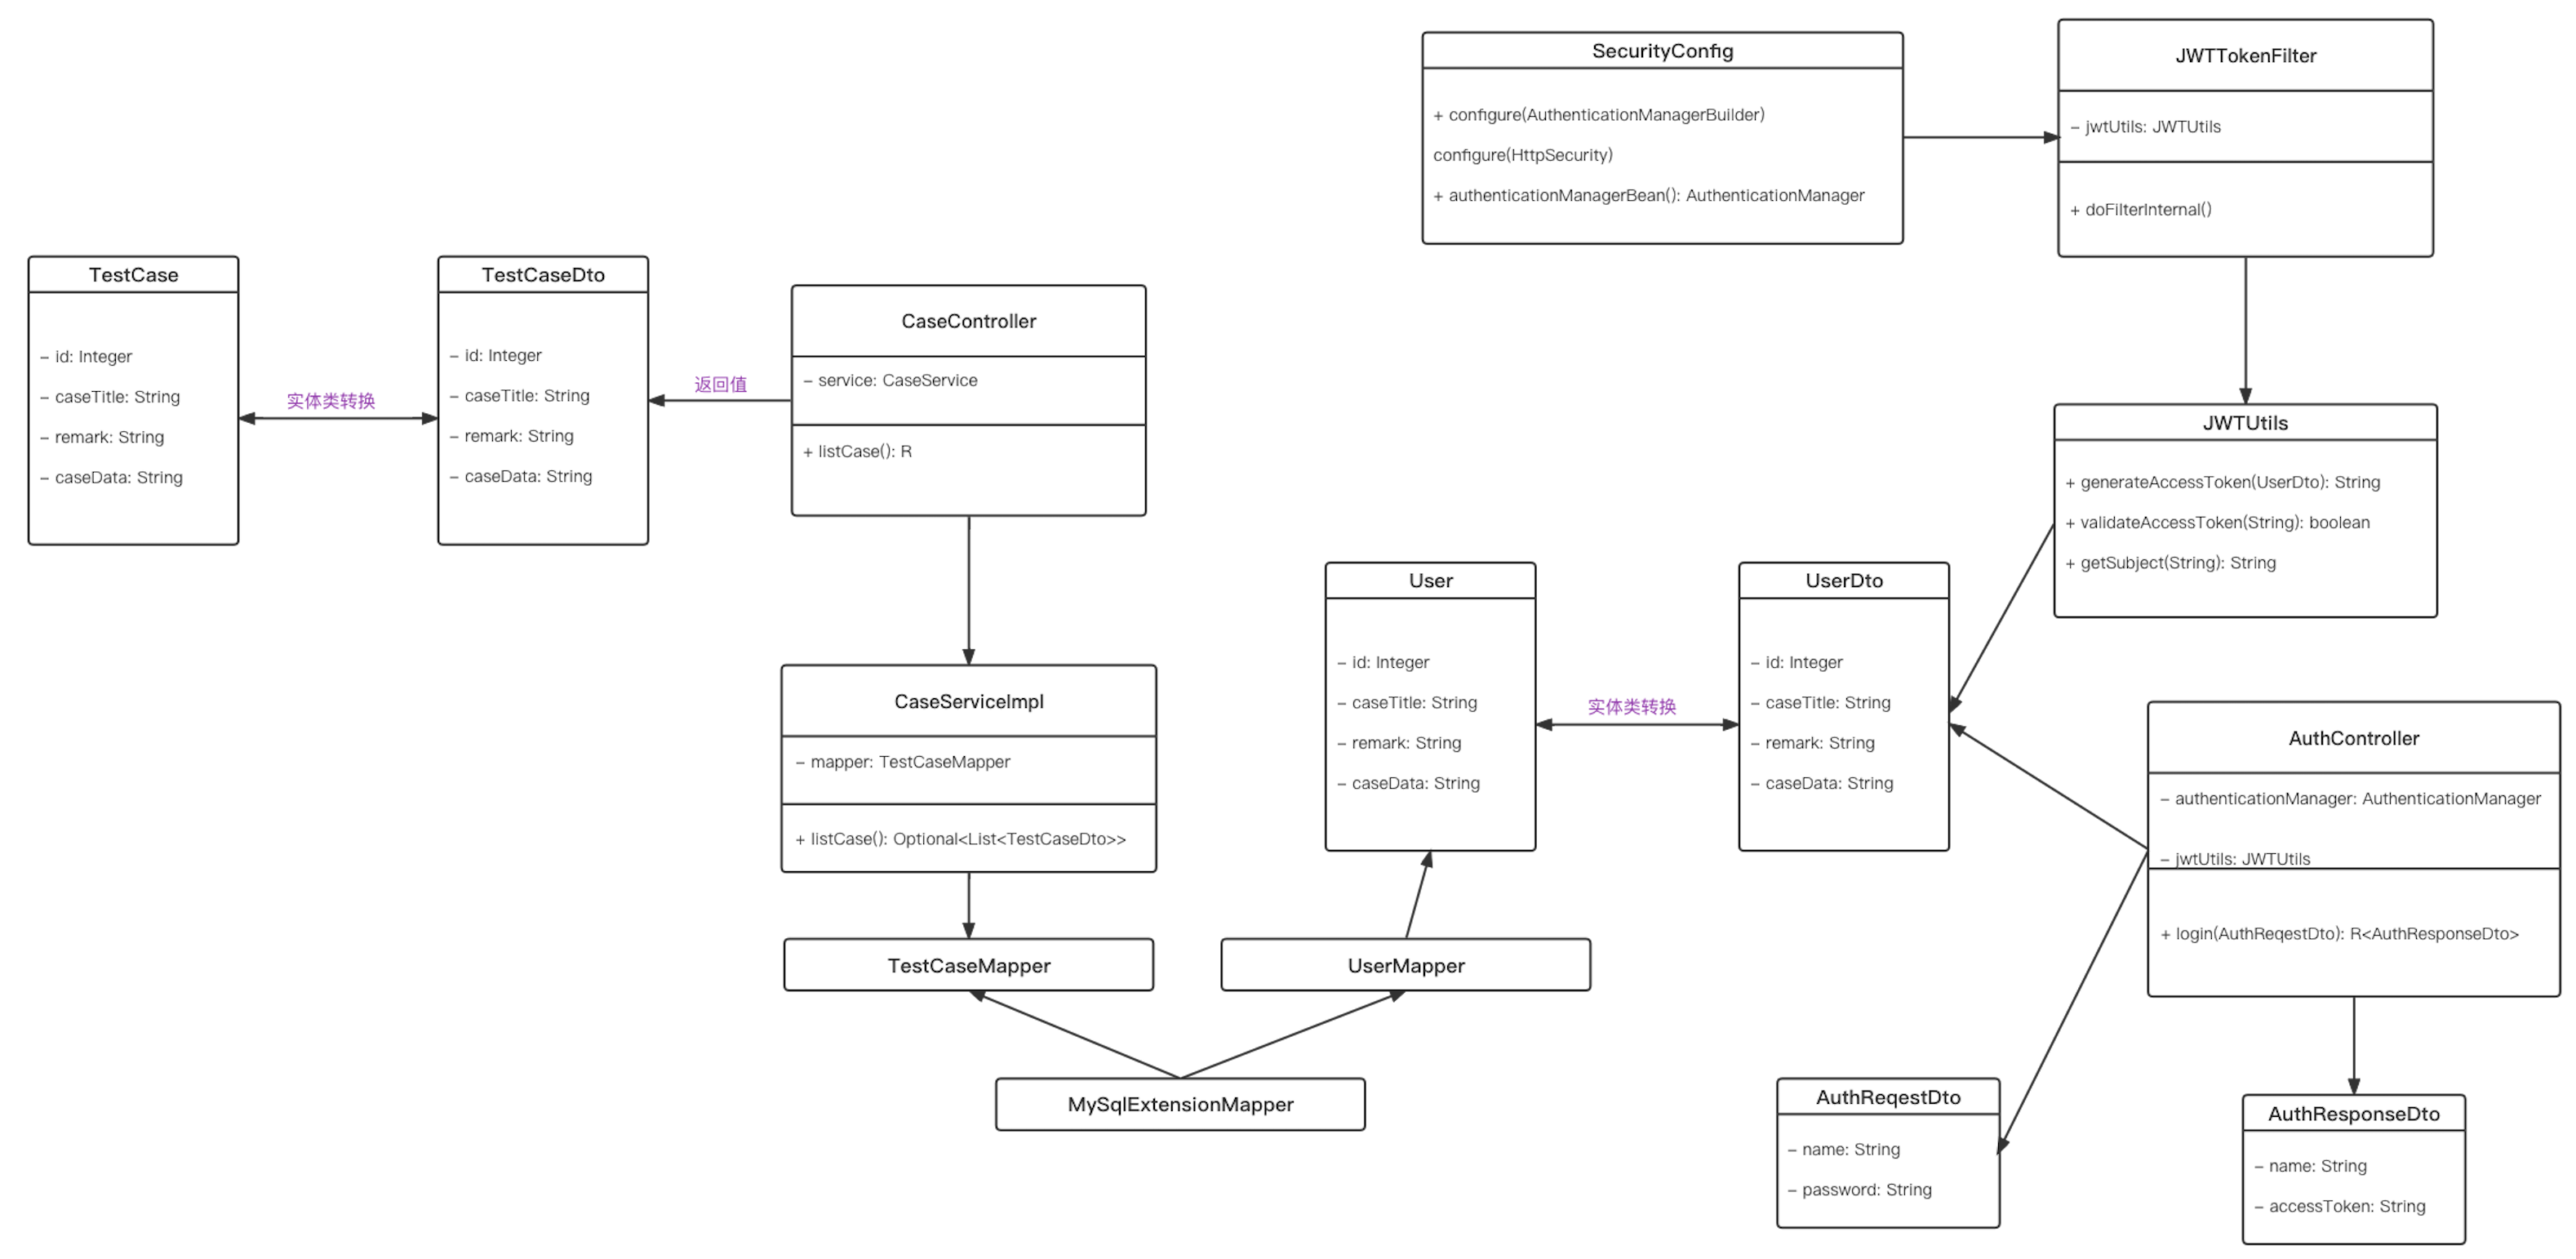 SecurityConfig
+ configure(AuthenticationManagerBuilder)
configure(HttpSecurity)
+ authenticationManagerBean(): AuthenticationManager
JWTTokenFilter
– jwtUtils: JWTUtils
+ doFilterInternal()
TestCase
– id: Integer
– caseTitle: String
– remark: String
– caseData: String
实体类转换
TestCaseDto
– id: Integer
– caseTitle: String
– remark: String
– caseData: String
返回值
CaseController
– service: CaseService
+ listCase(): R
JWTUtils
+ generateAccessToken(UserDto): String
+ validateAccessToken(String): boolean
+ getSubject(String): String
CaseServiceImpl
– mapper: TestCaseMapper
+ listCase(): Optional<List<TestCaseDto>>
User
– id: Integer
– caseTitle: String
– remark: String
– caseData: String
实体类转换
UserDto
– id: Integer
– caseTitle: String
– remark: String
– caseData: String
AuthController
– authenticationManager: AuthenticationManager
– jwtUtils: JWTUtils
+ login(AuthReqestDto): R<AuthResponseDto>
TestCaseMapper
UserMapper
MySqlExtensionMapper
AuthReqestDto
– name: String
– password: String
AuthResponseDto
– name: String
– accessToken: String